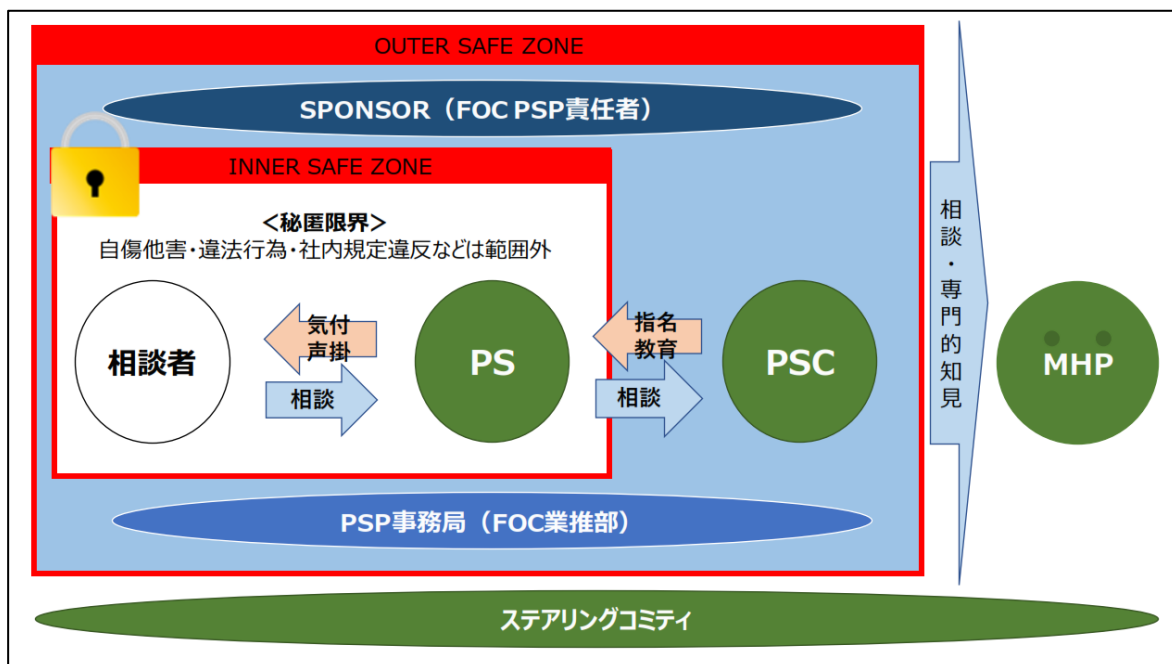 OUTER SAFE ZONE
SPONSOR（FOC PSP責任者）
INNER SAFE ZONE
＜秘匿限界＞
自傷他害・違法行為・社内規定違反などは範囲外
相談者
気付
声掛
相談
PS
指名
教育
相談
PSC
相談・専門的知見
MHP
PSP事務局（FOC業推部）
ステアリングコミティ